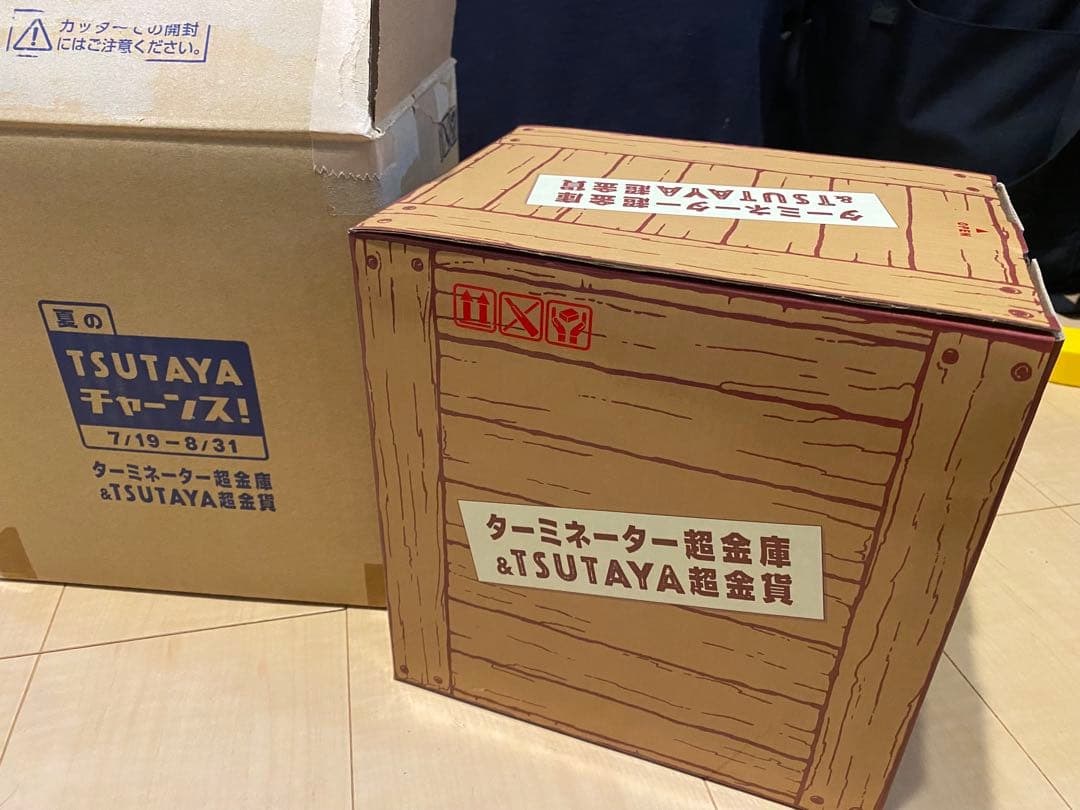 カッターでの開封
にはご注意ください。
夏の
TSUTAYA
チャーンス!
7/19-8/31
ターミネーター超金庫
&TSUTAYA超金貨
ターミネーター超金庫
&TSUTAYA超金貨
OPEN
ターミネーター超金庫
&TSUTAYA超金貨